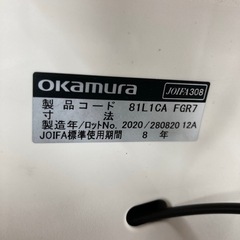 okamura
JOIFA308
製品コード 81L1CA FGR7
寸法
製造年/ロットNo. 2020/280820 12A
JOIFA標準使用期間 8 年